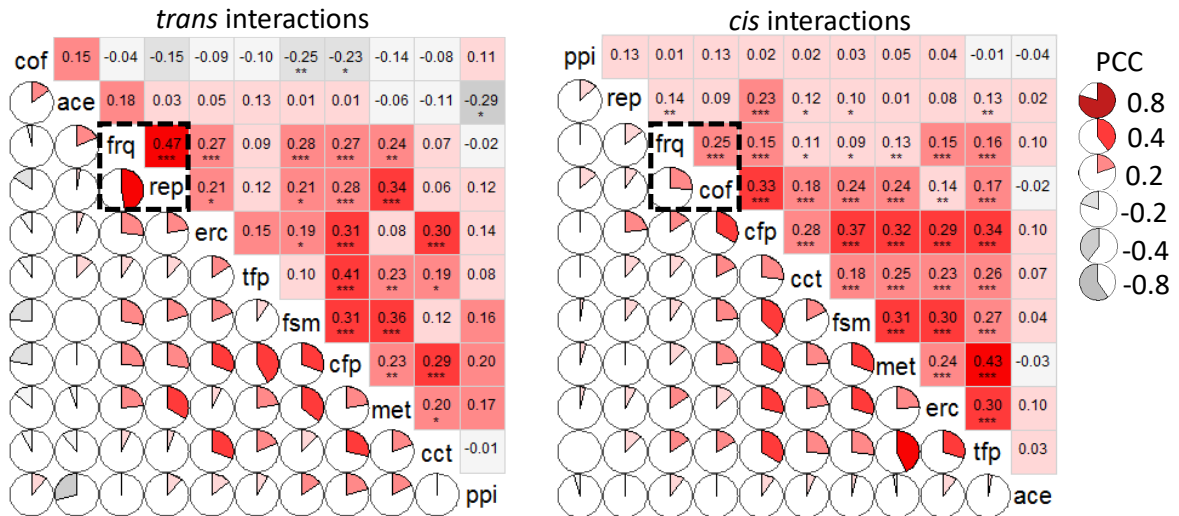 trans interactions
cof 0.15 -0.04 -0.15 -0.09 -0.10 -0.25 -0.23 -0.14 -0.08 0.11
** *
ace 0.18 0.03 0.05 0.13 0.01 0.01 -0.06 -0.11 -0.29
*
frq 0.47 0.27 0.09 0.28 0.27 0.24 0.07 -0.02
*** *** *** *** **
rep 0.21 0.12 0.21 0.28 0.34 0.06 0.12
* * *** ***
erc 0.15 0.19 0.31 0.08 0.30 0.14
* *** ***
tfp 0.10 0.41 0.23 0.19 0.08
*** ** *
fsm 0.31 0.36 0.12 0.16
*** ***
cfp 0.23 0.29 0.20
** ***
met 0.20 0.17
*
cct -0.01
ppi
cis interactions
ppi 0.13 0.01 0.13 0.02 0.02 0.03 0.05 0.04 -0.01 -0.04
rep 0.14 0.09 0.23 0.12 0.10 0.01 0.08 0.13 0.02
** *** * * **
frq 0.25 0.15 0.11 0.09 0.13 0.15 0.16 0.10
*** *** * * ** *** ***
cof 0.33 0.18 0.24 0.24 0.14 0.17 -0.02
*** *** *** *** ** ***
cfp 0.28 0.37 0.32 0.29 0.34 0.10
*** *** *** *** ***
cct 0.18 0.25 0.23 0.26 0.07
*** *** *** ***
fsm 0.31 0.30 0.27 0.04
*** *** ***
met 0.24 0.43 -0.03
*** ***
erc 0.30 0.10
***
tfp 0.03
ace
PCC
0.8
0.4
0.2
-0.2
-0.4
-0.8